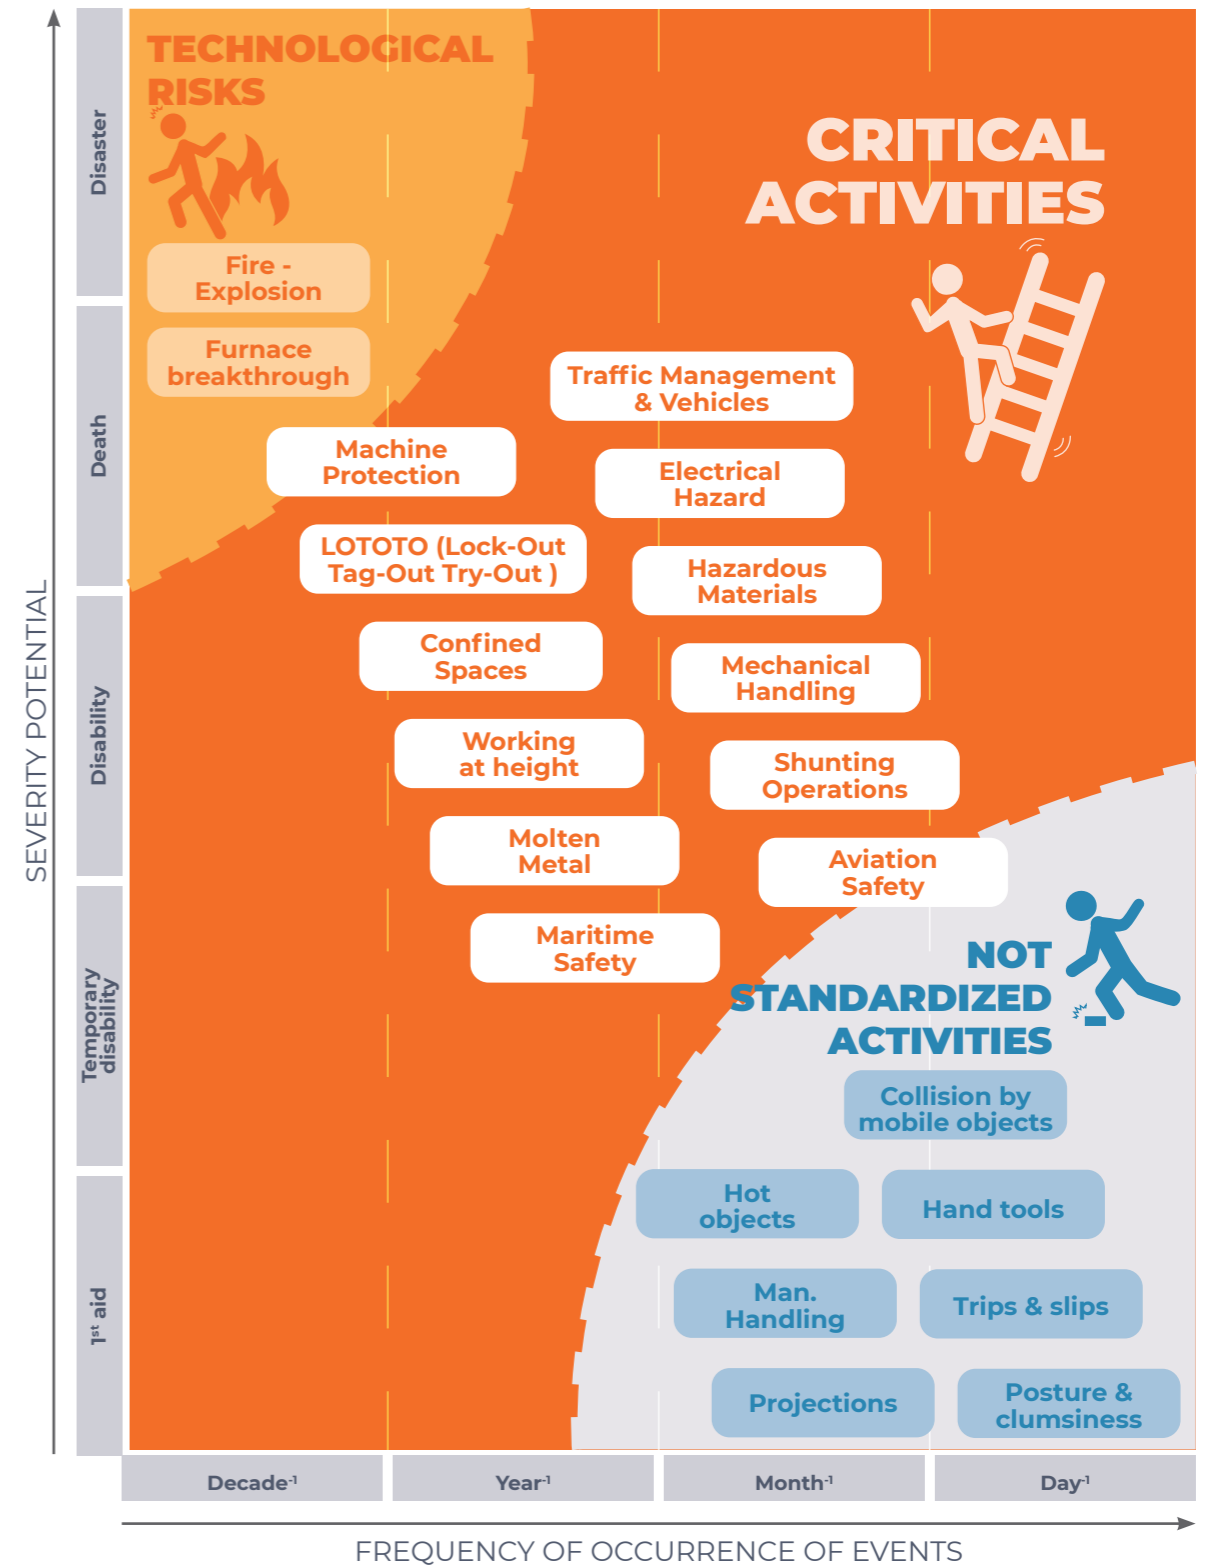 TECHNOLOGICAL
RISKS
CRITICAL
ACTIVITIES
Fire -
Explosion
Furnace
breakthrough
Traffic Management
& Vehicles
Machine
Protection
Electrical
Hazard
LOTOTO (Lock-Out
Tag-Out Try-Out )
Hazardous
Materials
Confined
Spaces
Mechanical
Handling
Working
at height
Shunting
Operations
Molten
Metal
Aviation
Safety
Maritime
Safety
NOT
STANDARDIZED
ACTIVITIES
Collision by
mobile objects
Hot
objects
Hand tools
Man.
Handling
Trips & slips
Projections
Posture &
clumsiness
SEVERITY POTENTIAL
Disaster
Death
Disability
Temporary
disability
1st aid
Decade-1
Year-1
Month-1
Day-1
FREQUENCY OF OCCURRENCE OF EVENTS